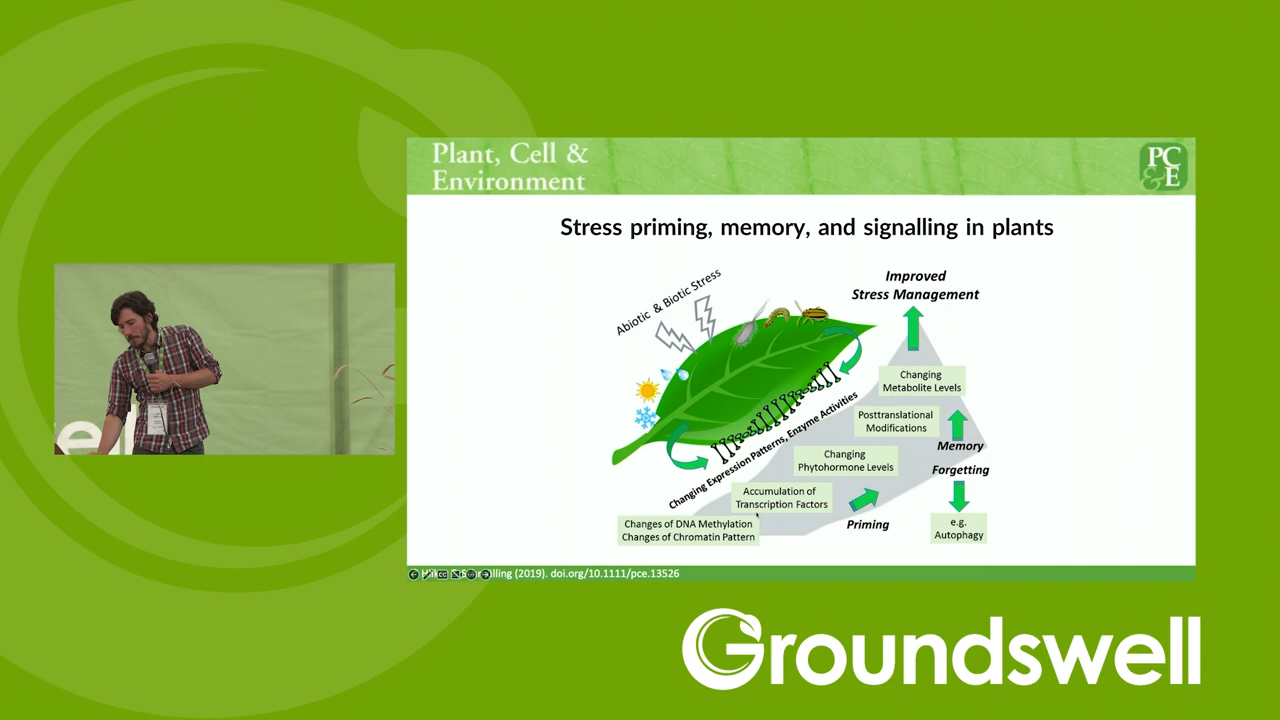 Plant, Cell &
Environment
PC
&E
Stress priming, memory, and signalling in plants
Abiotic & Biotic Stress
Improved
Stress Management
Changing
Metabolite Levels
Posttranslational
Modifications
Memory
Changing
Phytohormone Levels
Forgetting
Changing Expression Patterns, Enzyme Activities
Accumulation of
Transcription Factors
Priming
Changes of DNA Methylation
Changes of Chromatin Pattern
e.g.
Autophagy
(2019). doi.org/10.1111/pce.13526
Groundswell